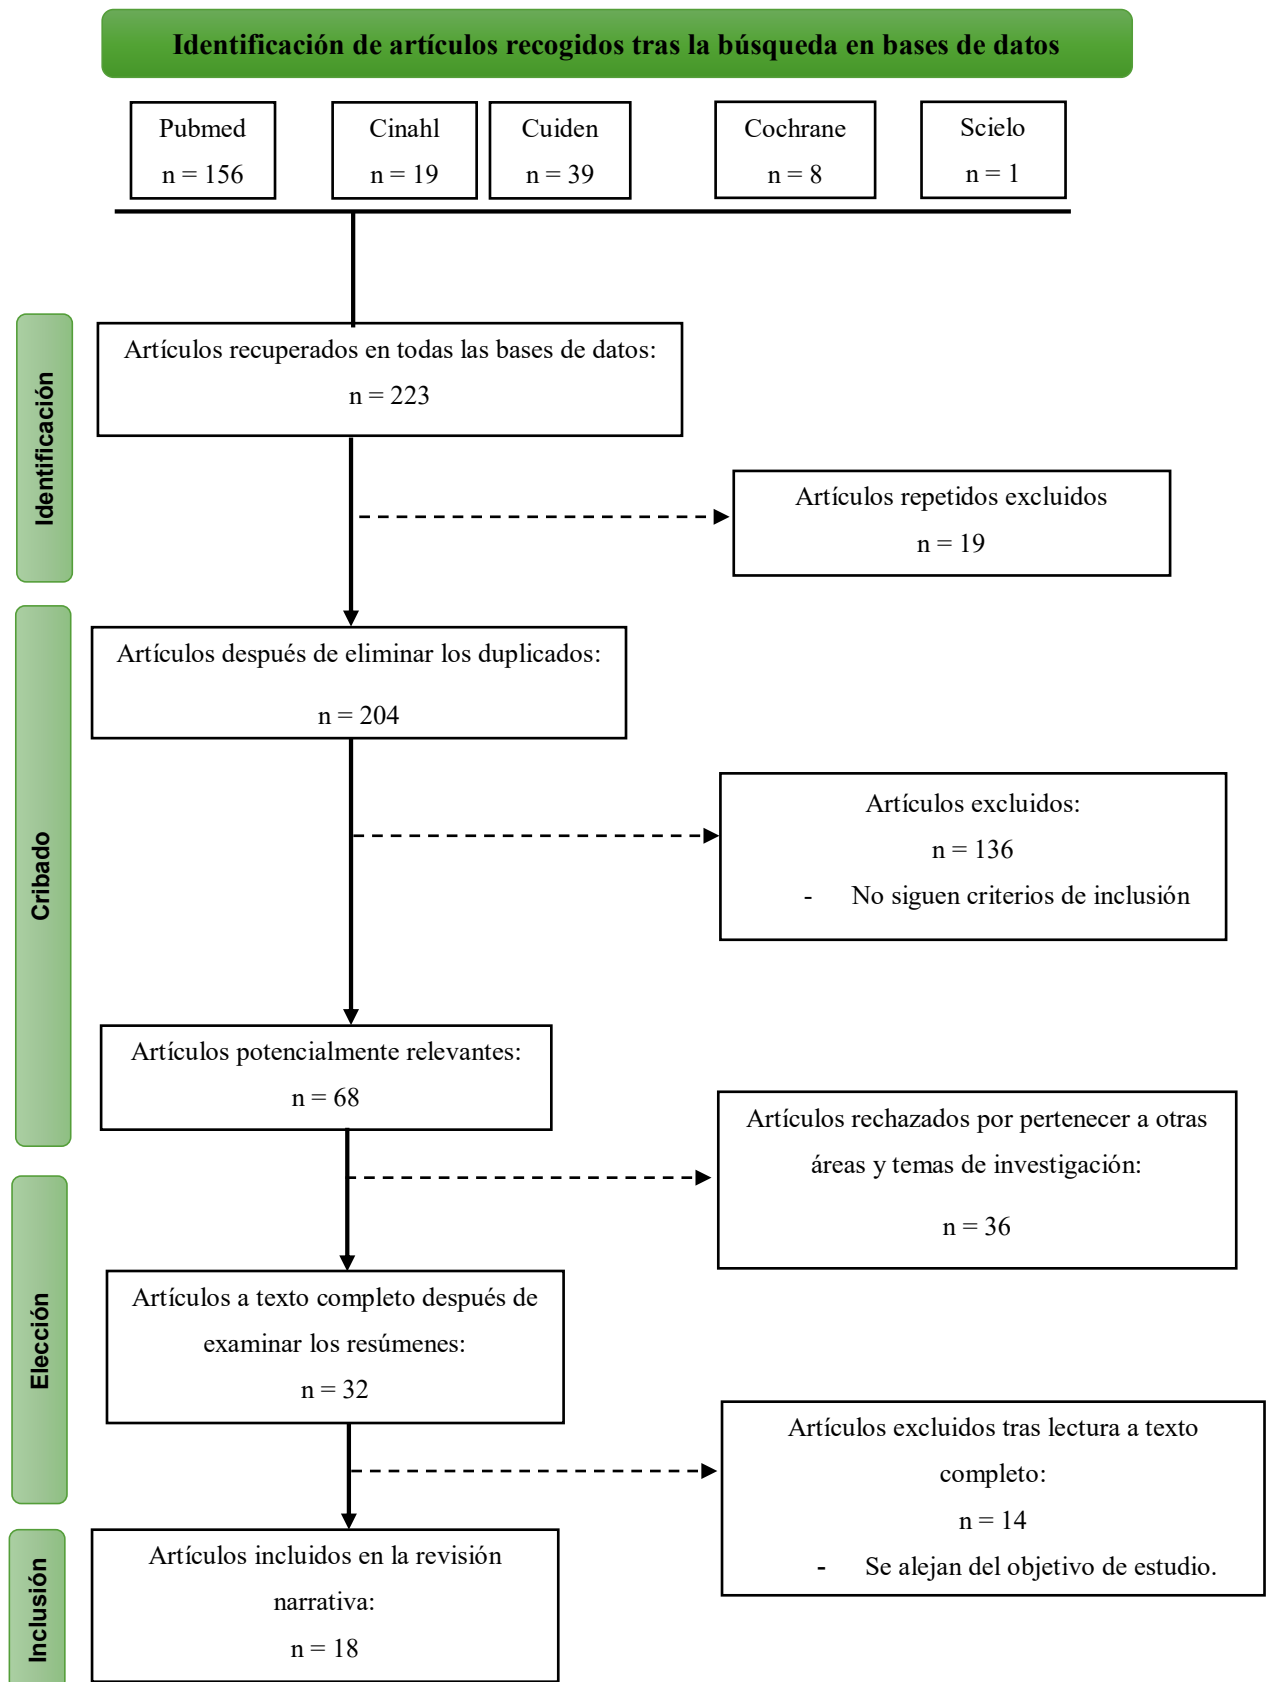 Identificación de artículos recogidos tras la búsqueda en bases de datos
Pubmed
n = 156
Cinahl
n = 19
Cuiden
n = 39
Cochrane
n = 8
Scielo
n = 1
Identificación
Artículos recuperados en todas las bases de datos:
n = 223
Artículos repetidos excluidos
n = 19
Cribado
Artículos después de eliminar los duplicados:
n = 204
Artículos excluidos:
n = 136
- No siguen criterios de inclusión
Artículos potencialmente relevantes:
n = 68
Artículos rechazados por pertenecer a otras
áreas y temas de investigación:
n = 36
Elección
Artículos a texto completo después de
examinar los resúmenes:
n = 32
Artículos excluidos tras lectura a texto
completo:
n = 14
- Se alejan del objetivo de estudio.
Inclusión
Artículos incluidos en la revisión
narrativa:
n = 18